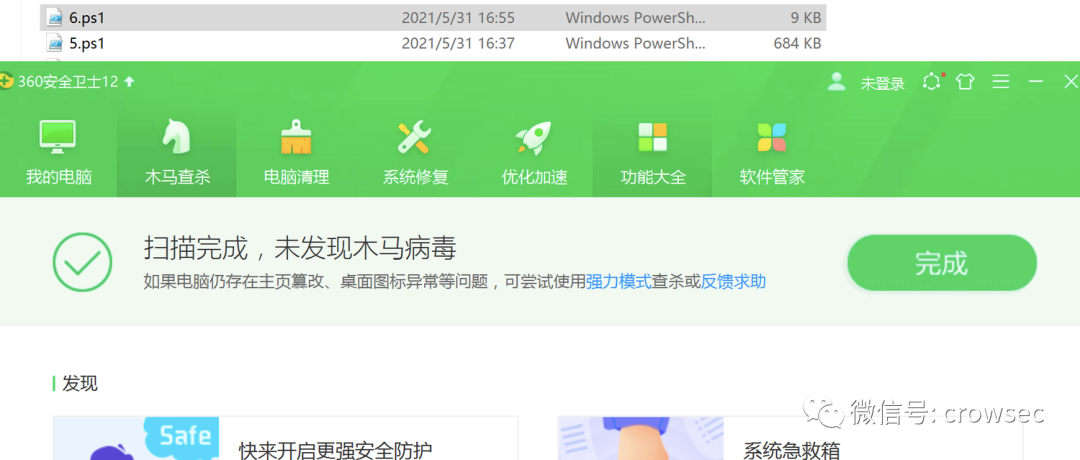 6.ps1 2021/5/31 16:55 Windows PowerSh... 9 KB
5.ps1 2021/5/31 16:37 Windows PowerSh... 684 KB
360安全卫士12 未登录
我的电脑 木马查杀 电脑清理 系统修复 优化加速 功能大全 软件管家
扫描完成，未发现木马病毒
如果电脑仍存在主页篡改、桌面图标异常等问题，可尝试使用强力模式查杀或反馈求助
完成
发现
微信号: crowsec
Safe
快来开启更强安全防护
系统急救箱